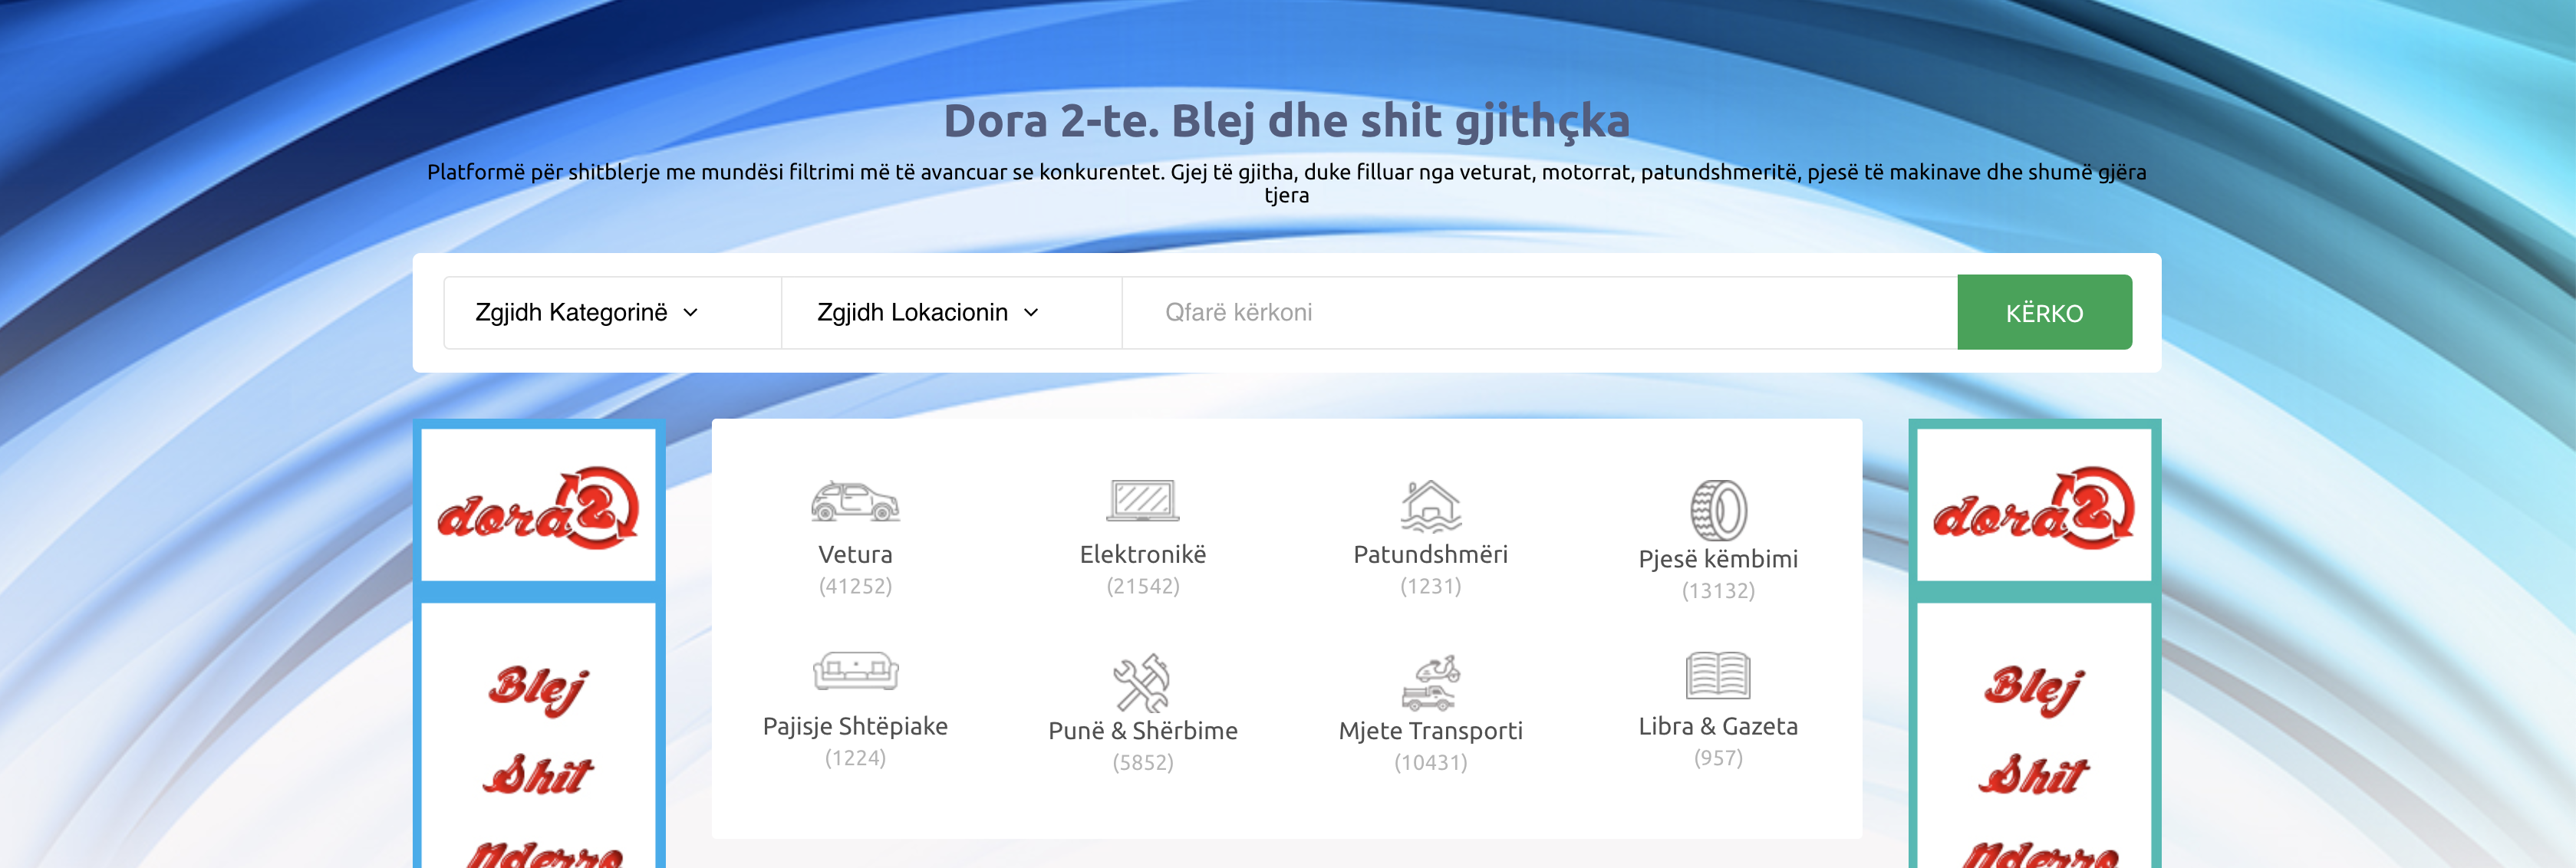 Dora 2-te. Blej dhe shit gjithçka
Platformë për shitblerje me mundësi filtrimi më të avancuar se konkurentet. Gjej të gjitha, duke filluar nga veturat, motorrat, patundshmeritë, pjesë të makinave dhe shumë gjëra
tjera
Zgjidh Kategorinë
Zgjidh Lokacionin
Qfarë kërkoni
KËRKO
dora2
Blej
Shit
Nderro
Vetura
(41252)
Elektronikë
(21542)
Patundshmëri
(1231)
Pjesë këmbimi
(13132)
Pajisje Shtëpiake
(1224)
Punë & Shërbime
(5852)
Mjete Transporti
(10431)
Libra & Gazeta
(957)
dora2
Blej
Shit
Nderro